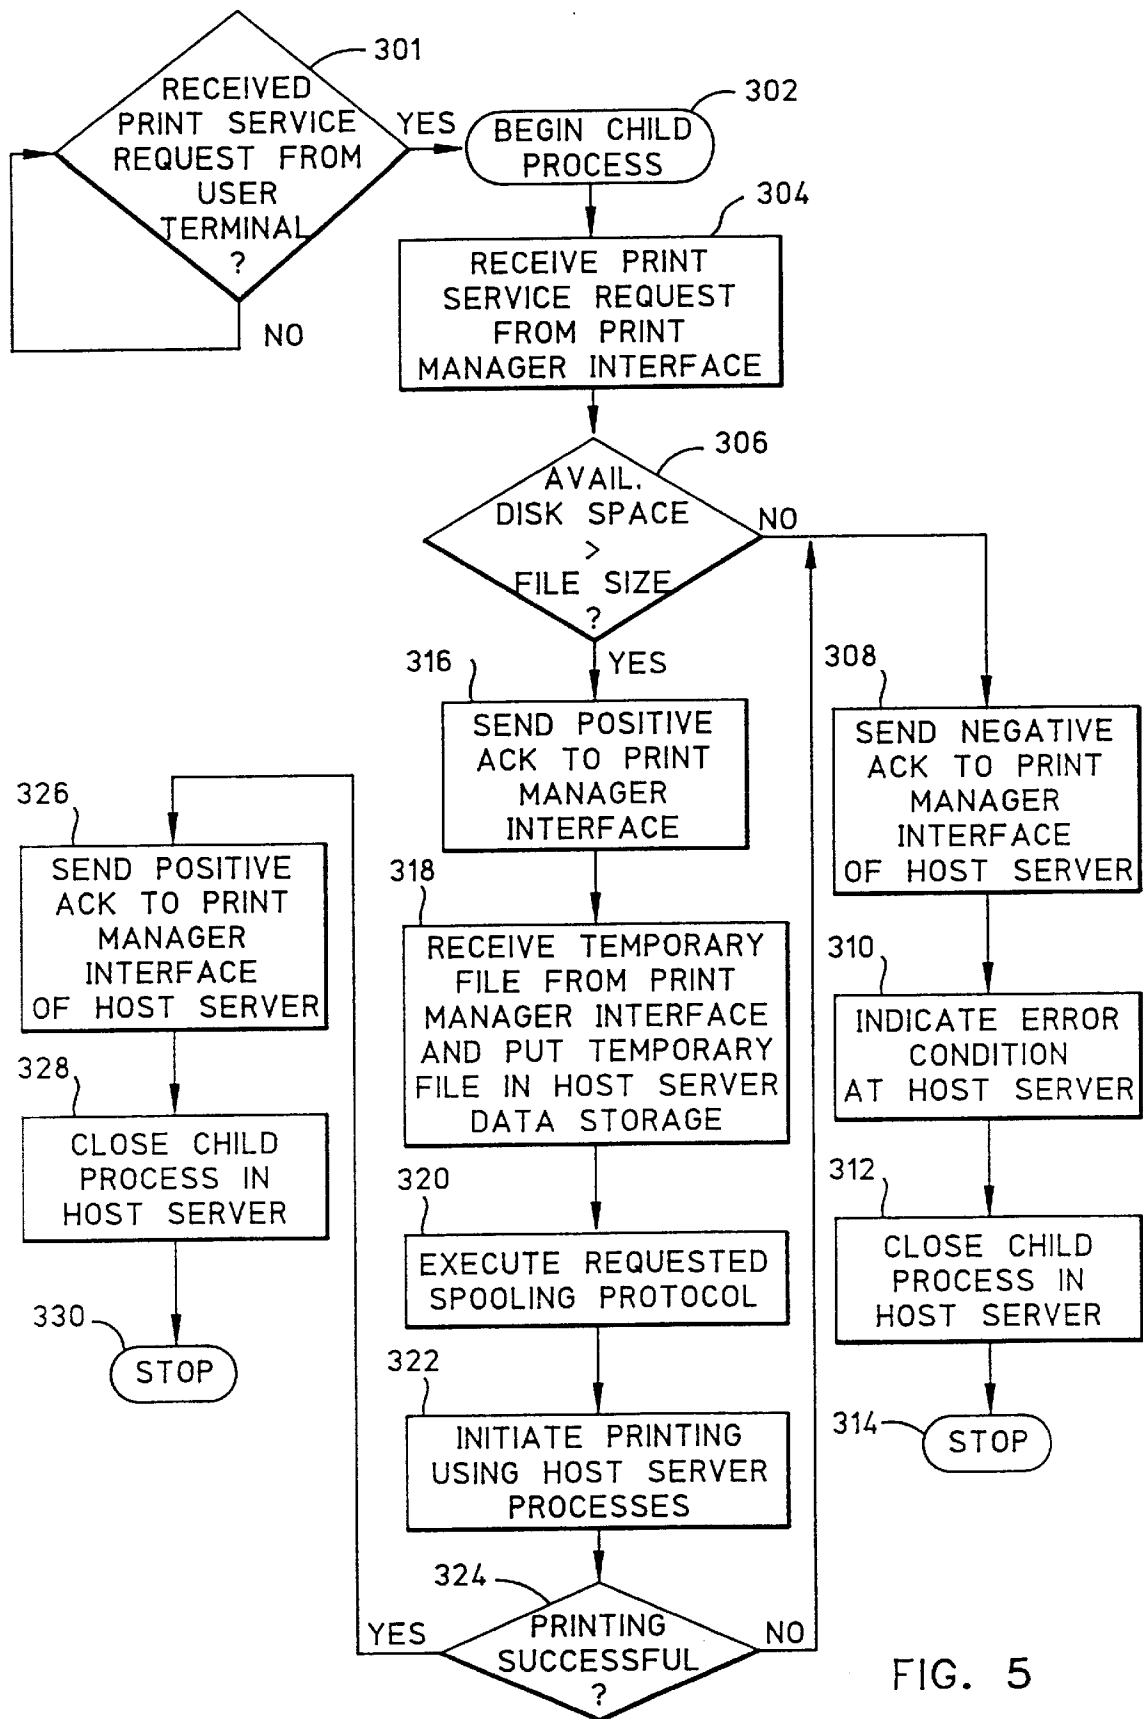 301
RECEIVED
PRINT SERVICE
REQUEST FROM
USER
TERMINAL
?
YES
NO
302
BEGIN CHILD
PROCESS
304
RECEIVE PRINT
SERVICE REQUEST
FROM PRINT
MANAGER INTERFACE
306
AVAIL.
DISK SPACE
>
FILE SIZE
?
NO
YES
308
SEND NEGATIVE
ACK TO PRINT
MANAGER
INTERFACE
OF HOST SERVER
310
INDICATE ERROR
CONDITION
AT HOST SERVER
312
CLOSE CHILD
PROCESS IN
HOST SERVER
314
STOP
316
SEND POSITIVE
ACK TO PRINT
MANAGER
INTERFACE
318
RECEIVE TEMPORARY
FILE FROM PRINT
MANAGER INTERFACE
AND PUT TEMPORARY
FILE IN HOST SERVER
DATA STORAGE
320
EXECUTE REQUESTED
SPOOLING PROTOCOL
322
INITIATE PRINTING
USING HOST SERVER
PROCESSES
324
PRINTING
SUCCESSFUL
?
YES
NO
326
SEND POSITIVE
ACK TO PRINT
MANAGER
INTERFACE
OF HOST SERVER
328
CLOSE CHILD
PROCESS IN
HOST SERVER
330
STOP
FIG. 5